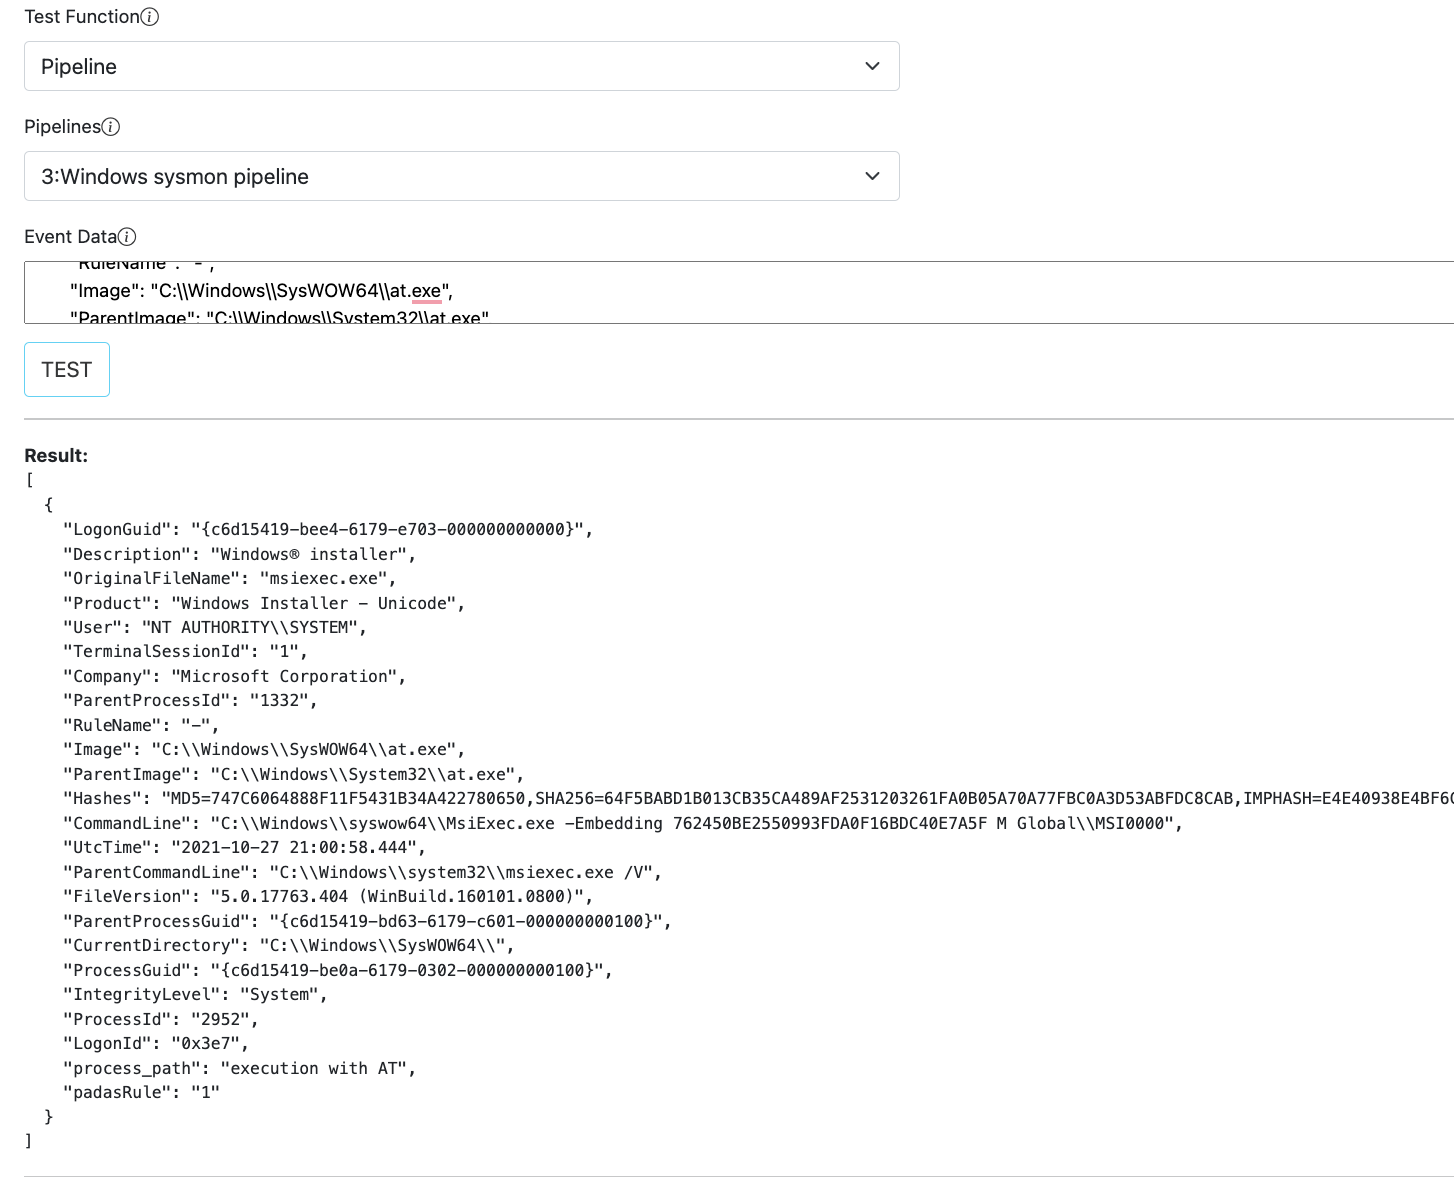 Test Function
Pipeline
Pipelines
3:Windows sysmon pipeline
Event Data
"RuleName": "-",
"Image": "C:\\Windows\\SysWOW64\\at.exe",
"ParentImage": "C:\\Windows\\System32\\at.exe"
TEST
Result:
[
{
"LogonGuid": "{c6d15419-bee4-6179-e703-000000000000}",
"Description": "Windows® installer",
"OriginalFileName": "msiexec.exe",
"Product": "Windows Installer - Unicode",
"User": "NT AUTHORITY\\SYSTEM",
"TerminalSessionId": "1",
"Company": "Microsoft Corporation",
"ParentProcessId": "1332",
"RuleName": "-",
"Image": "C:\\Windows\\SysWOW64\\at.exe",
"ParentImage": "C:\\Windows\\System32\\at.exe",
"Hashes": "MD5=747C6064888F11F5431B34A422780650,SHA256=64F5BABD1B013CB35CA489AF2531203261FA0B05A70A77FBC0A3D53ABFDC8CAB,IMPHASH=E4E40938E4BF6
"CommandLine": "C:\\Windows\\syswow64\\MsiExec.exe -Embedding 762450BE2550993FDA0F16BDC40E7A5F M Global\\MSI0000",
"UtcTime": "2021-10-27 21:00:58.444",
"ParentCommandLine": "C:\\Windows\\system32\\msiexec.exe /V",
"FileVersion": "5.0.17763.404 (WinBuild.160101.0800)",
"ParentProcessGuid": "{c6d15419-bd63-6179-c601-000000000100}",
"CurrentDirectory": "C:\\Windows\\SysWOW64\\",
"ProcessGuid": "{c6d15419-be0a-6179-0302-000000000100}",
"IntegrityLevel": "System",
"ProcessId": "2952",
"LogonId": "0x3e7",
"process_path": "execution with AT",
"padasRule": "1"
}
]